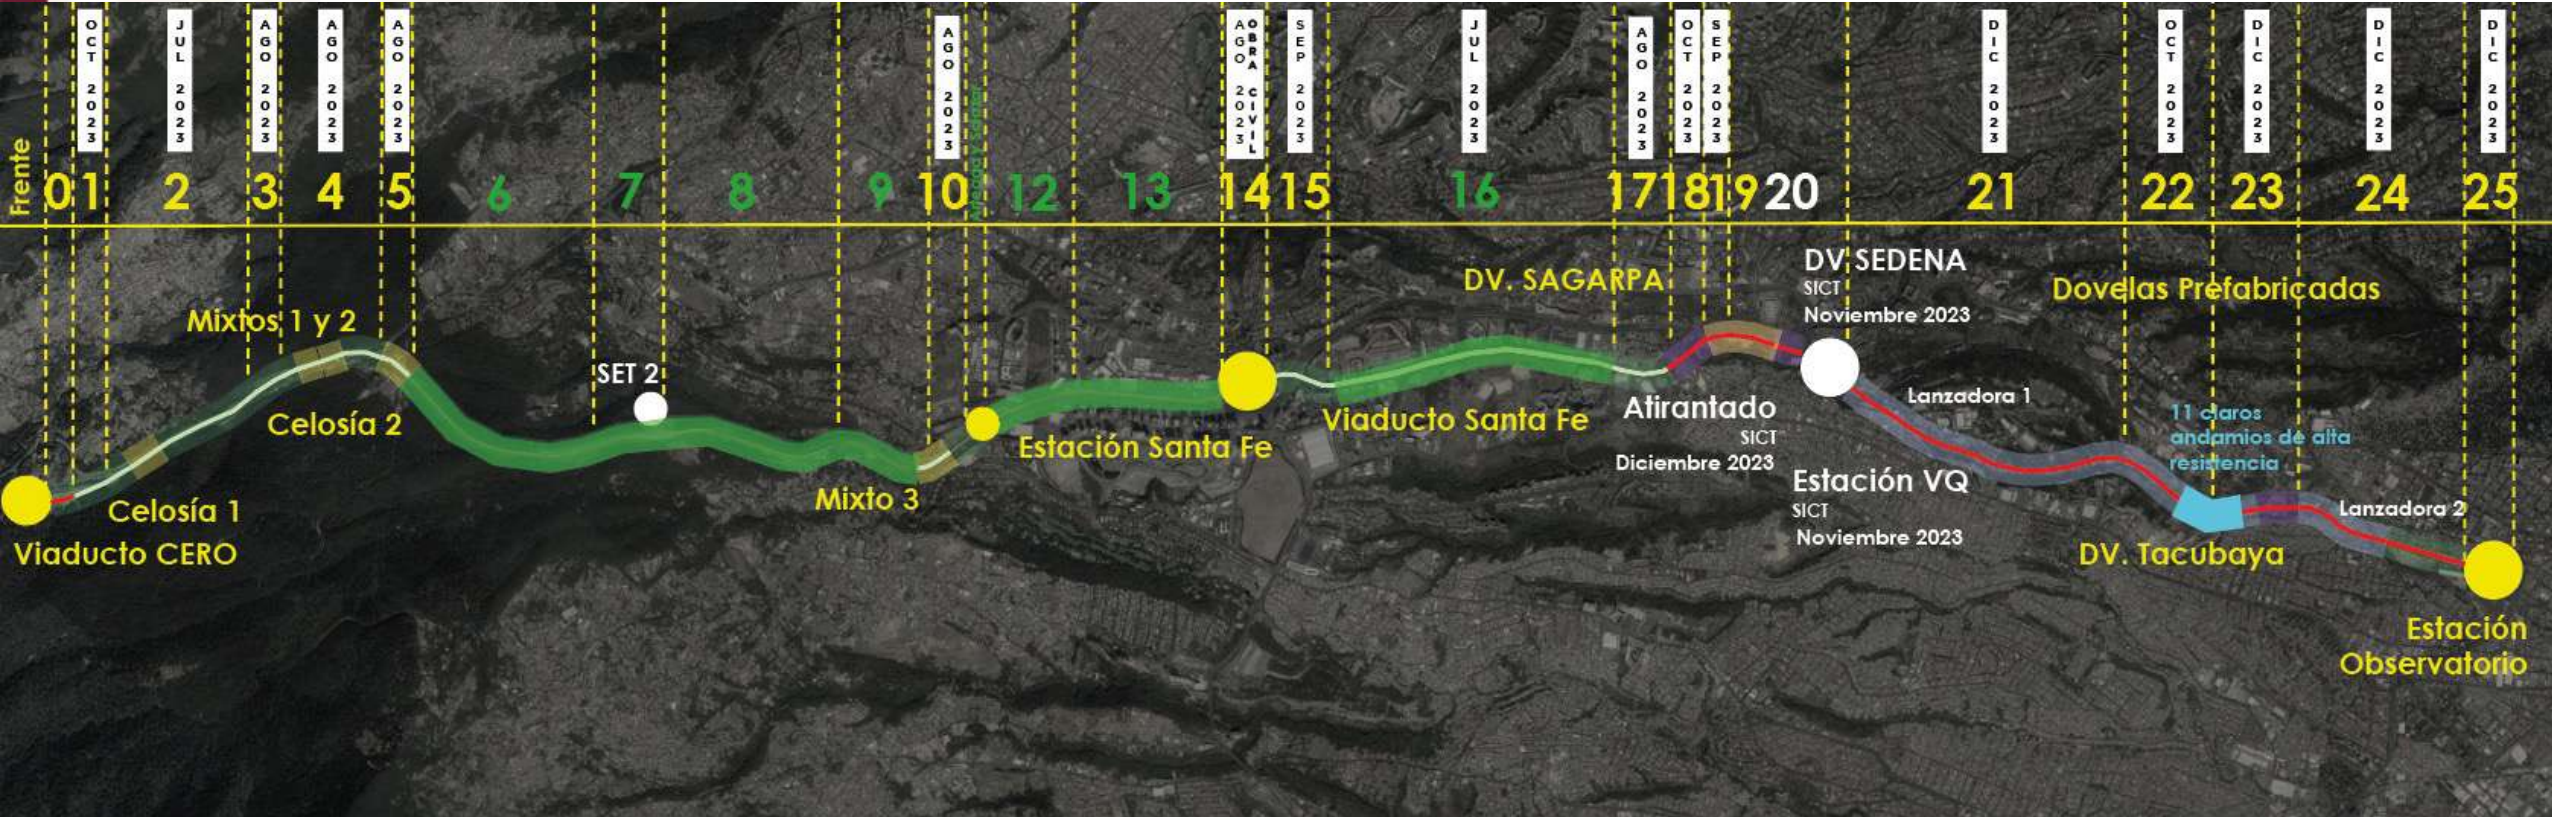 OCT 2023
JUL 2023
AGO 2023
AGO 2023
AGO 2023
AGO 2023
AGO 2023
OBRA CIVIL
SEP 2023
JUL 2023
AGO 2023
OCT 2023
SEP 2023
DIC 2023
OCT 2023
DIC 2023
DIC 2023
DIC 2023
Frente 0 1 2 3 4 5 6 7 8 9 10 12 13 14 15 16 17 18 19 20 21 22 23 24 25
DV. SAGARPA
DV SEDENA
SICT
Noviembre 2023
Dovelas Prefabricadas
Mixtos 1 y 2
SET 2
Celosía 2
Estación Santa Fe
Viaducto Santa Fe
Atirantado
SICT
Diciembre 2023
Lanzadora 1
11 claros
andamios de alta
resistencia
Estación VQ
SICT
Noviembre 2023
Mixto 3
Celosía 1
Viaducto CERO
Lanzadora 2
DV. Tacubaya
Estación
Observatorio